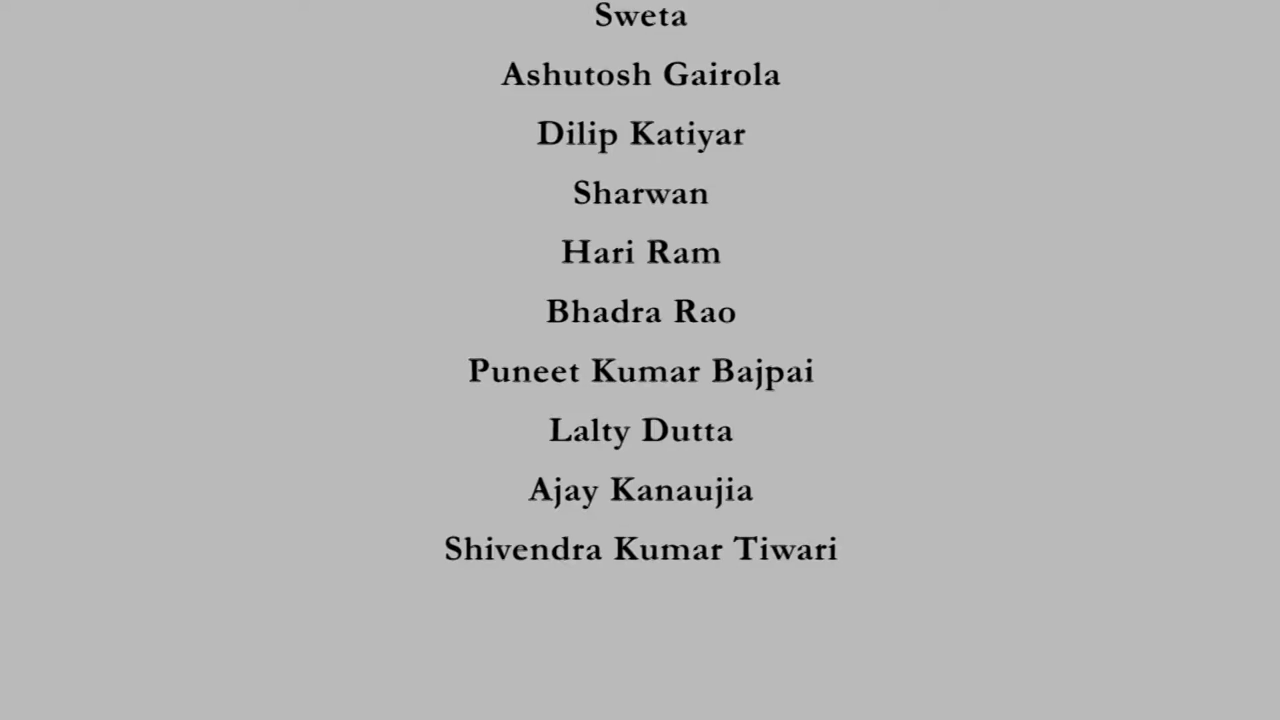 Sweta
Ashutosh Gairola
Dilip Katiyar
Sharwan
Hari Ram
Bhadra Rao
Puneet Kumar Bajpai
Lalty Dutta
Ajay Kanaujia
Shivendra Kumar Tiwari